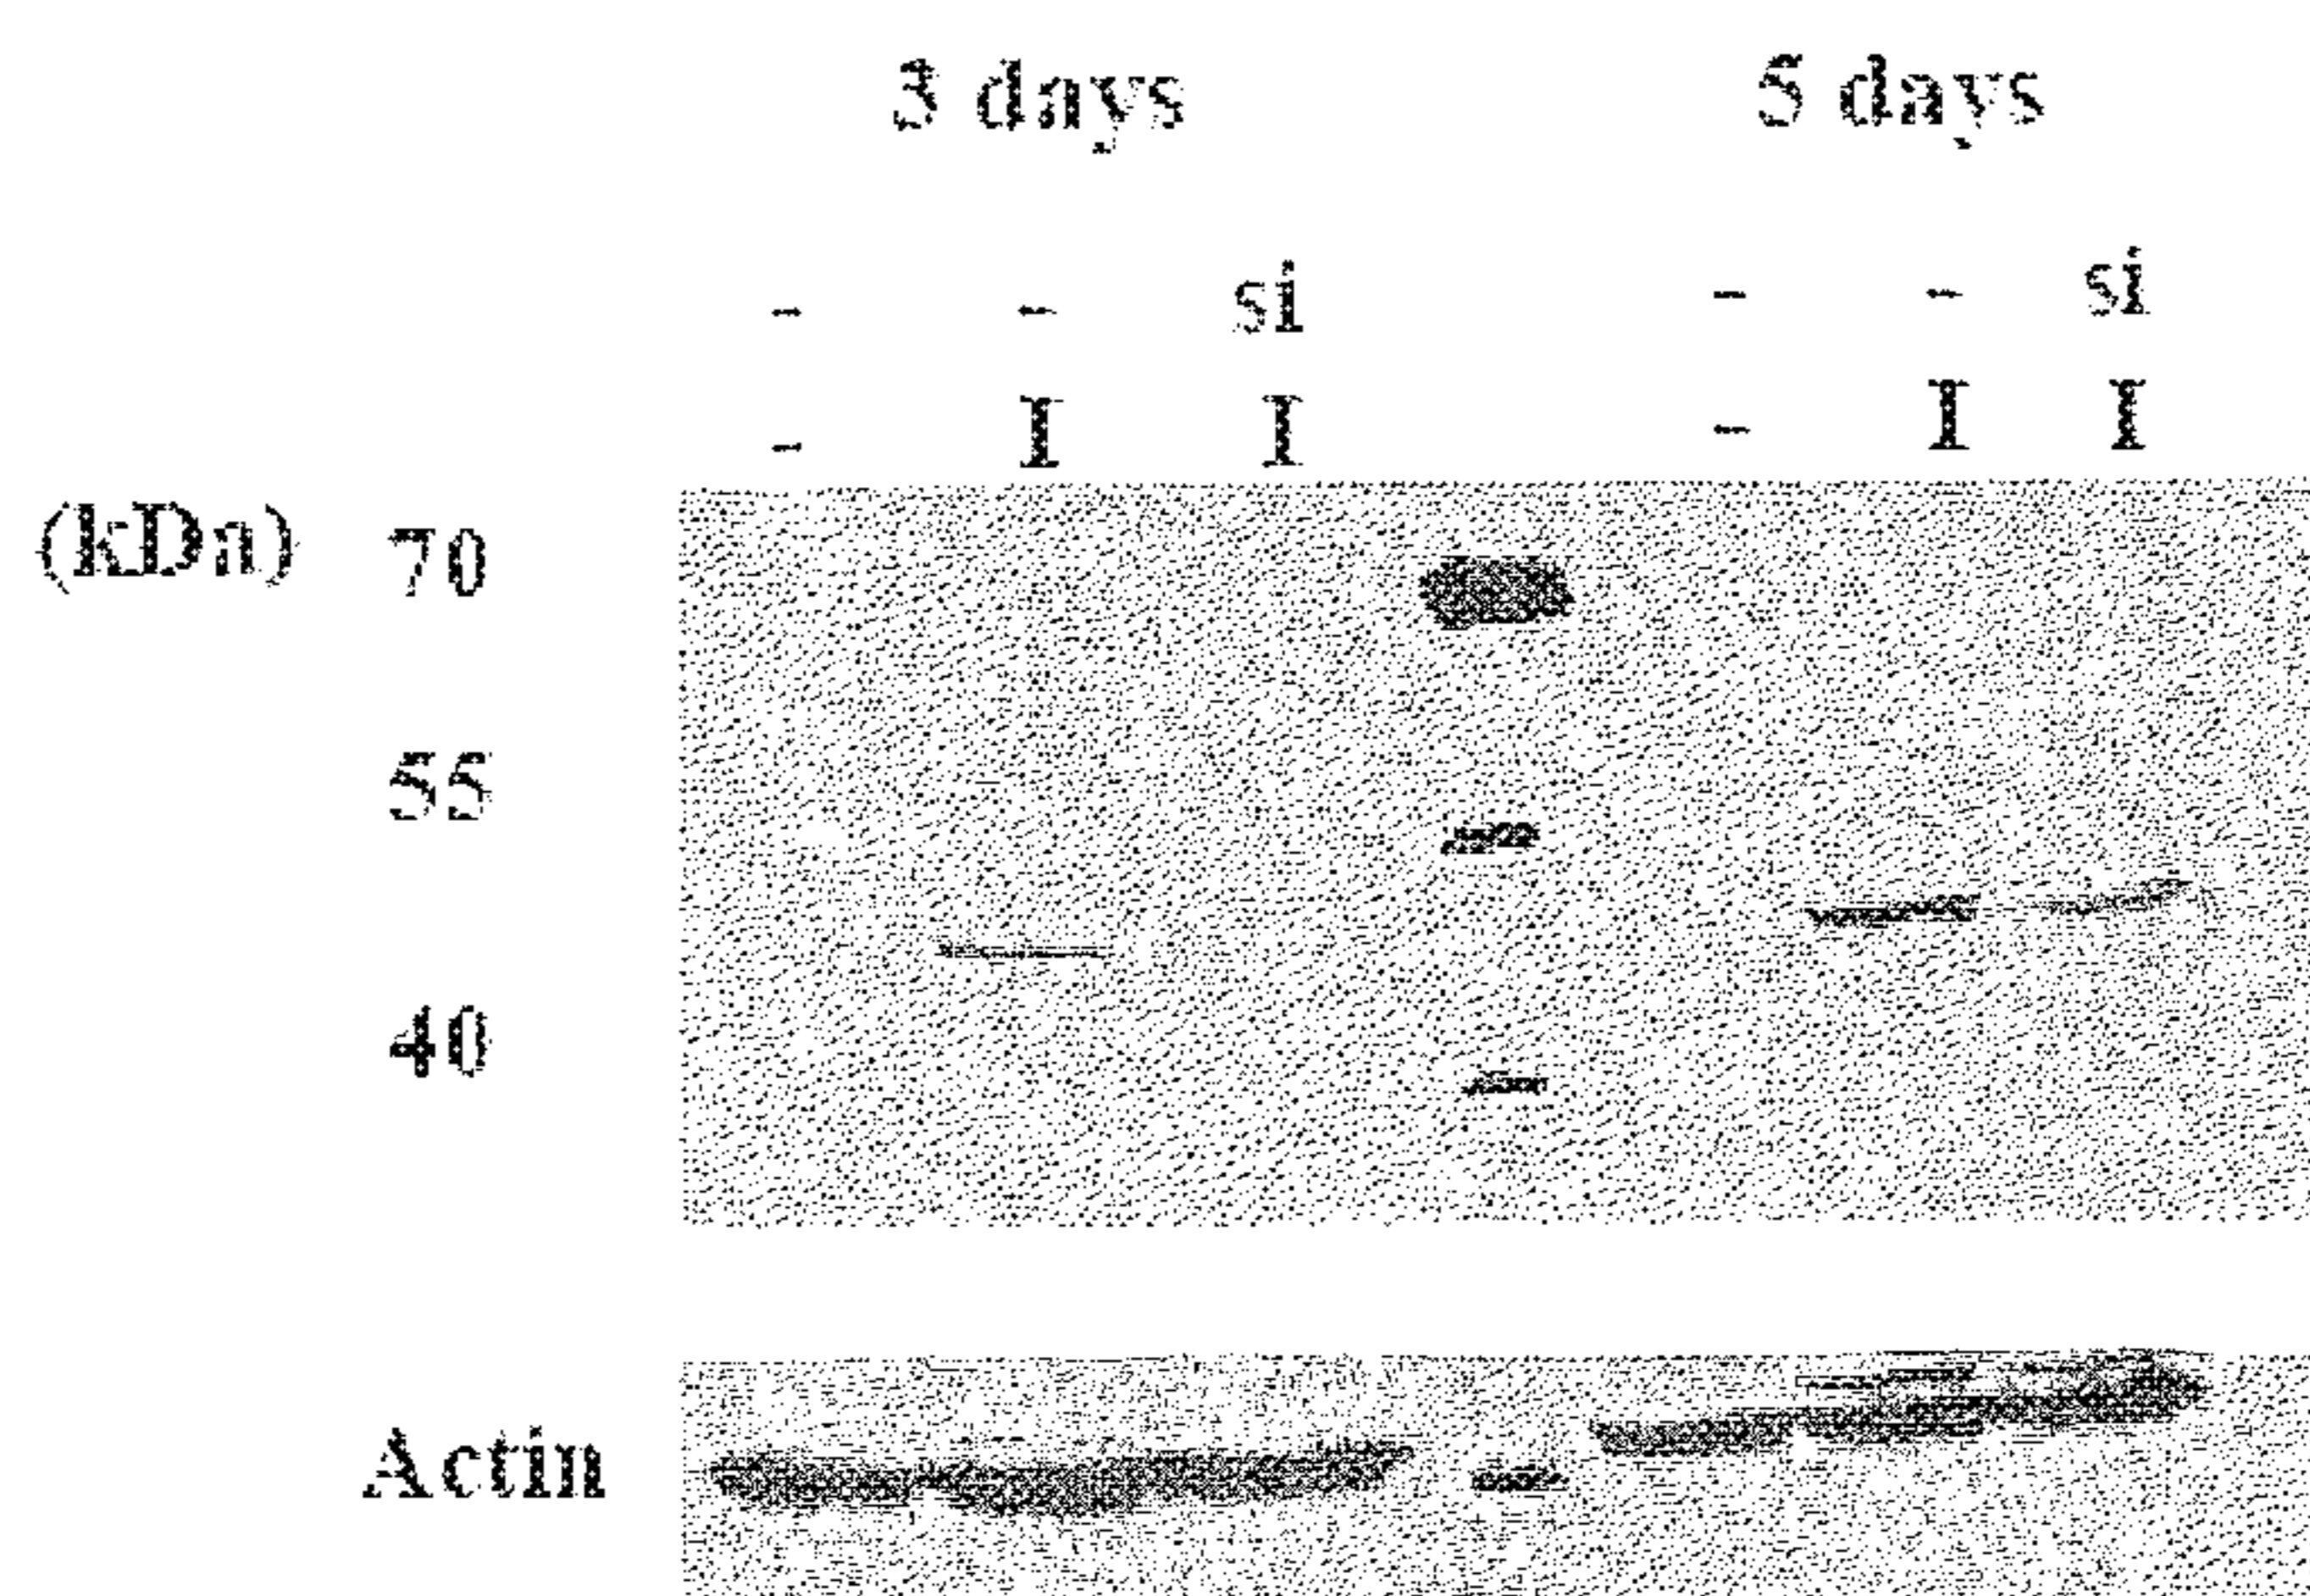 3 days 5 days
- - si - - si
- I I - I I
(kDa) 70
55
40
Actin